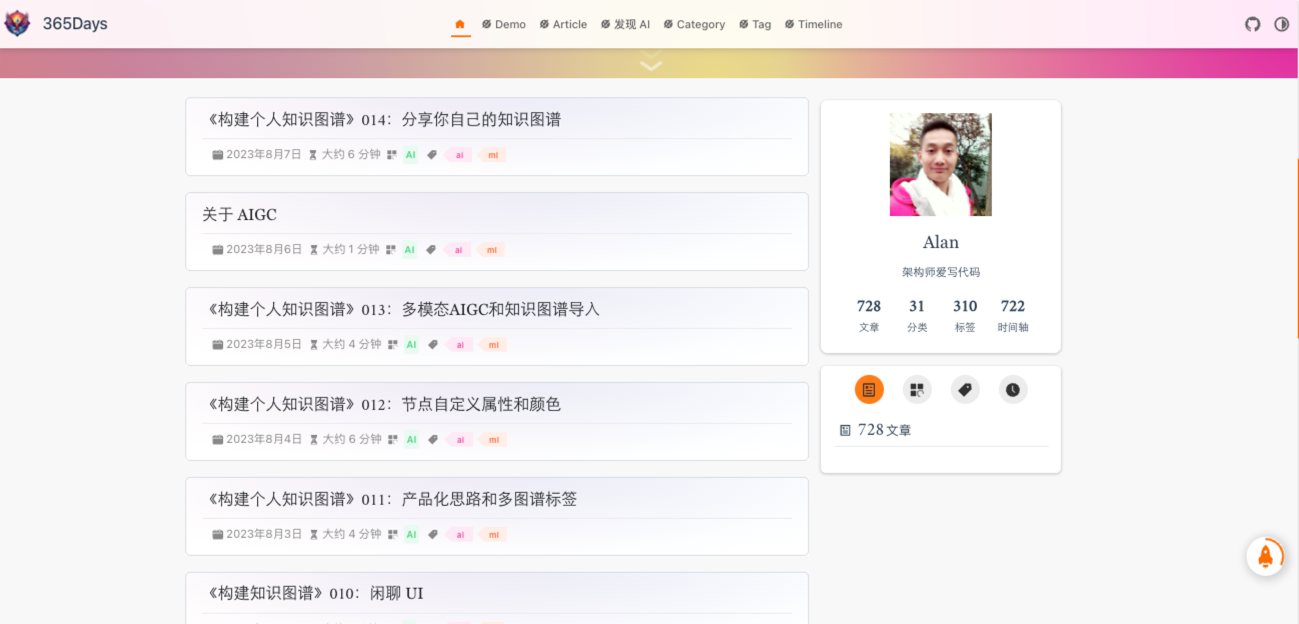 365Days
Demo Article 发现 AI Category Tag Timeline
《构建个人知识图谱》014：分享你自己的知识图谱
2023年8月7日 大约 6 分钟 AI ai ml
关于 AIGC
2023年8月6日 大约 1 分钟 AI ai ml
《构建个人知识图谱》013：多模态AIGC和知识图谱导入
2023年8月5日 大约 4 分钟 AI ai ml
《构建个人知识图谱》012：节点自定义属性和颜色
2023年8月4日 大约 6 分钟 AI ai ml
《构建个人知识图谱》011：产品化思路和多图谱标签
2023年8月3日 大约 4 分钟 AI ai ml
《构建知识图谱》010：闲聊 UI
Alan
架构师爱写代码
728 31 310 722
文章 分类 标签 时间轴
728 文章